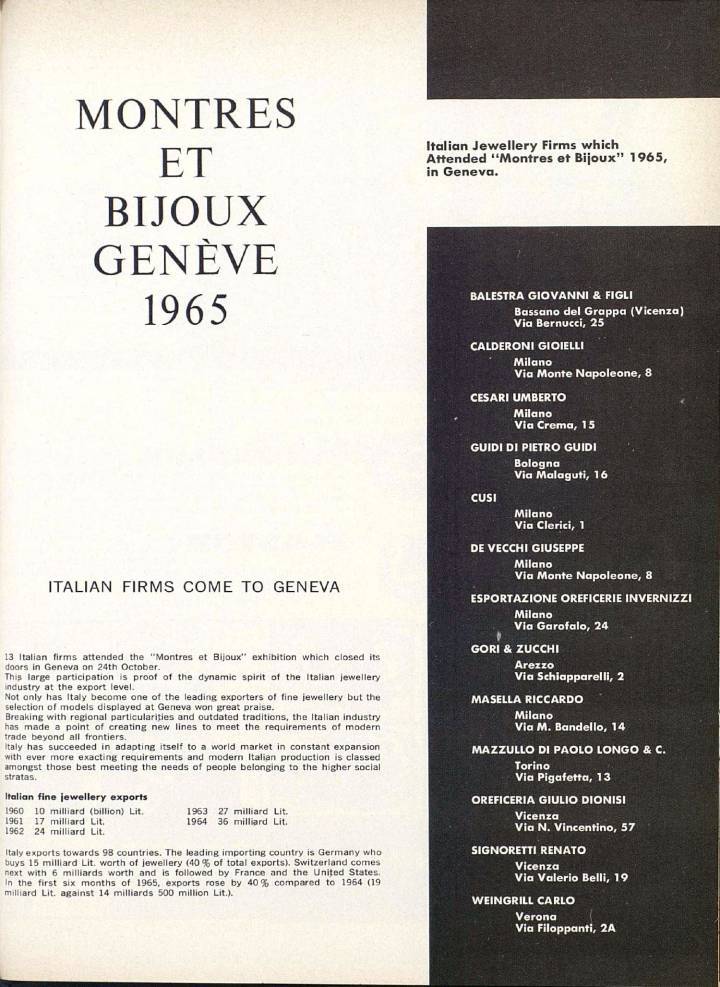 MONTRES
ET
BIJOUX
GENÈVE
1965
ITALIAN FIRMS COME TO GENEVA
13 Italian firms attended the "Montres et Bijoux" exhibition which closed its
doors in Geneva on 24th October.
This large participation is proof of the dynamic spirit of the Italian jewellery
industry at the export level.
Not only has Italy become one of the leading exporters of fine jewellery but the
selection of models displayed at Geneva won great praise.
Breaking with regional particularities and outdated traditions, the Italian industry
has made a point of creating new lines to meet the requirements of modern
trade beyond all frontiers.
Italy has succeeded in adapting itself to a world market in constant expansion
with ever more exacting requirements and modern Italian production is classed
amongst those best meeting the needs of people belonging to the higher social
stratas.
Italian fine jewellery exports
1960 10 milliard (billion) Lit. 1963 27 milliard Lit.
1961 17 milliard Lit. 1964 36 milliard Lit.
1962 24 milliard Lit.
Italy exports towards 98 countries. The leading importing country is Germany who
buys 15 milliard Lit. worth of jewellery (40 % of total exports). Switzerland comes
next with 6 milliards worth and is followed by France and the United States.
In the first six months of 1965, exports rose by 40 % compared to 1964 (19
milliard Lit. against 14 milliards 500 million Lit.).
Italian Jewellery Firms which
Attended "Montres et Bijoux" 1965,
in Geneva.
BALESTRA GIOVANNI & FIGLI
Bassano del Grappa (Vicenza)
Via Bernucci, 25
CALDERONI GIOIELLI
Milano
Via Monte Napoleone, 8
CESARI UMBERTO
Milano
Via Crema, 15
GUIDI DI PIETRO GUIDI
Bologna
Via Malaguti, 16
CUSI
Milano
Via Clerici, 1
DE VECCHI GIUSEPPE
Milano
Via Monte Napoleone, 8
ESPORTAZIONE OREFICERIE INVERNIZZI
Milano
Via Garofalo, 24
GORI & ZUCCHI
Arezzo
Via Schiapparelli, 2
MASELLA RICCARDO
Milano
Via M. Bandello, 14
MAZZULLO DI PAOLO LONGO & C.
Torino
Via Pigafetta, 13
OREFICERIA GIULIO DIONISI
Vicenza
Via N. Vincentino, 57
SIGNORETTI RENATO
Vicenza
Via Valerio Belli, 19
WEINGRILL CARLO
Verona
Via Filoppanti, 2A